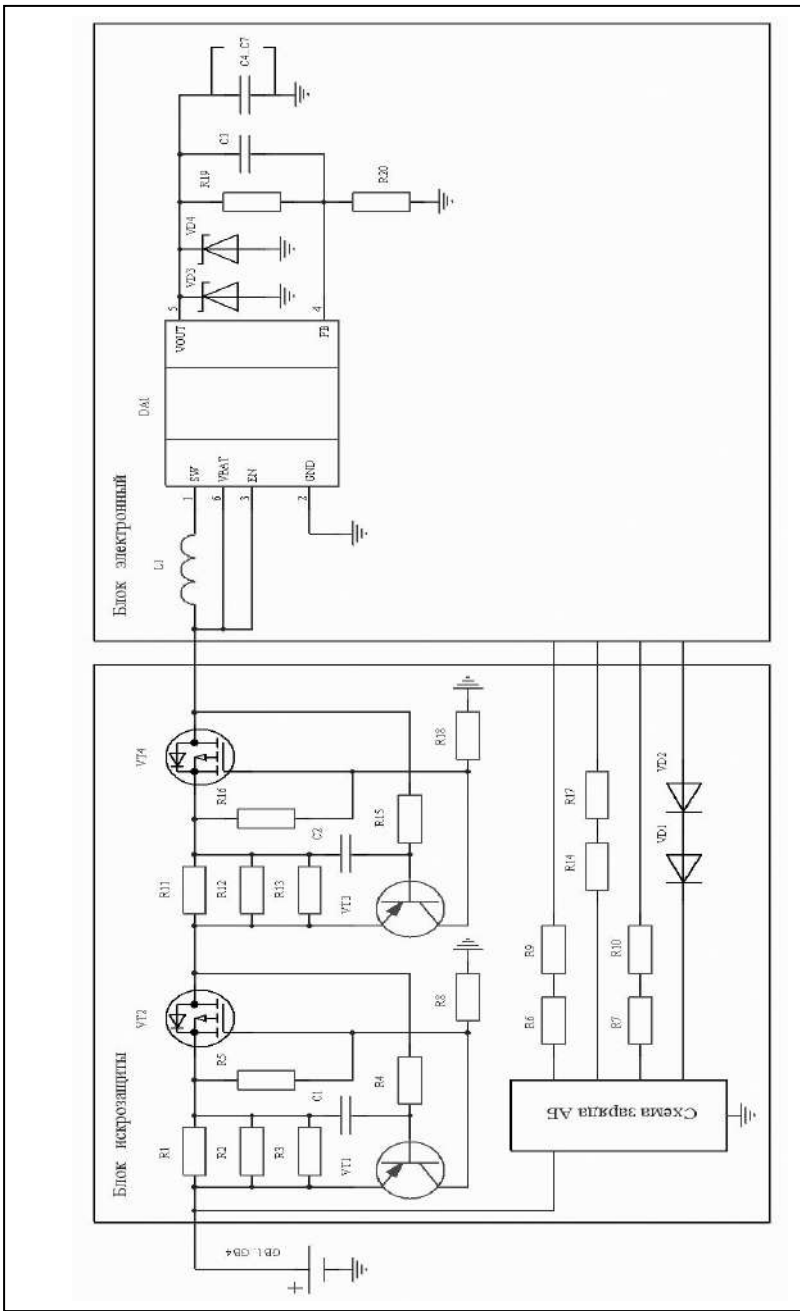 Блок искрозащиты
Блок электронный
GB1..GB4
+
R1
R2
R3
C1
VT1
R4
R5
VT2
R8
R11
R12
R13
C2
VT3
R15
R16
VT4
R18
Схема заряда АБ
R6
R9
R14
R17
R7
R10
VD1
VD2
L1
DA1
1
SW
6
VBAT
3
EN
2
GND
VOUT
5
FB
4
VD3
VD4
R19
C3
R20
C4..C7